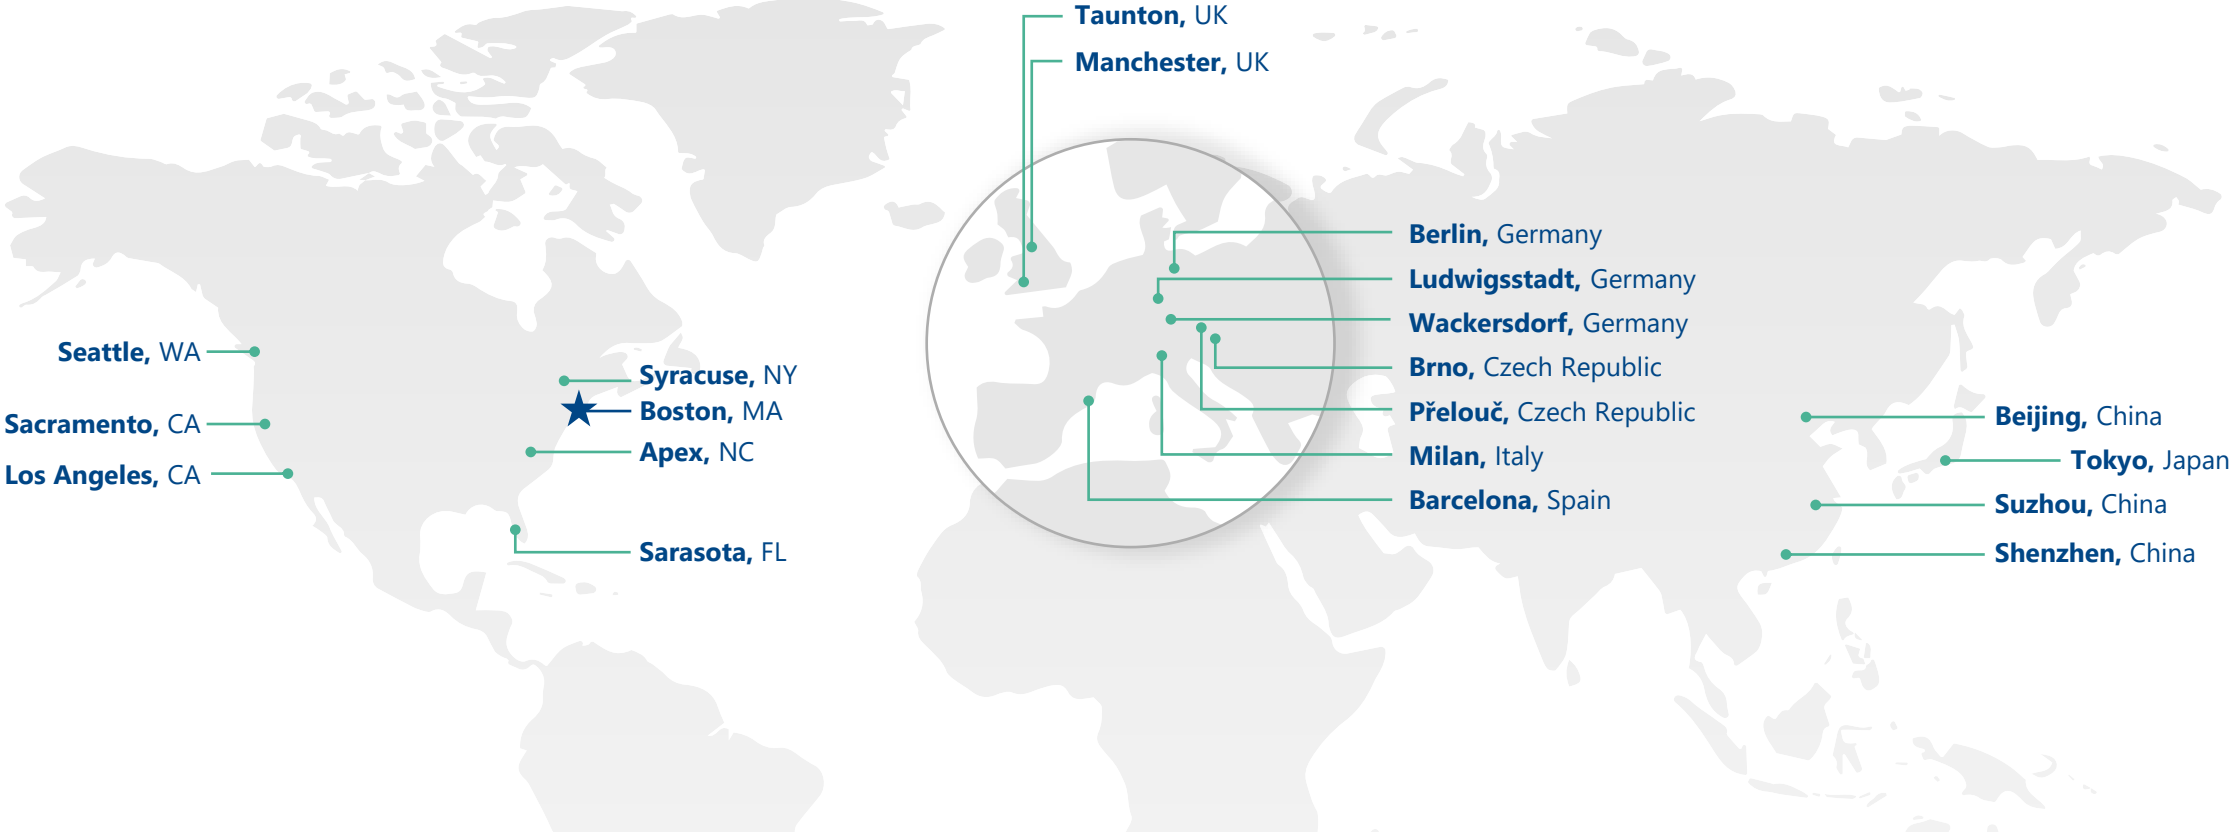 Taunton, UK
Manchester, UK
Berlin, Germany
Ludwigsstadt, Germany
Wackersdorf, Germany
Brno, Czech Republic
Přelouč, Czech Republic
Milan, Italy
Barcelona, Spain
Seattle, WA
Sacramento, CA
Los Angeles, CA
Syracuse, NY
Boston, MA
Apex, NC
Sarasota, FL
Beijing, China
Tokyo, Japan
Suzhou, China
Shenzhen, China